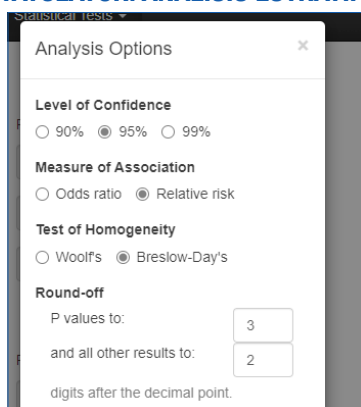 Statistical Tests
Analysis Options
×
Level of Confidence
90% 95% 99%
Measure of Association
Odds ratio Relative risk
Test of Homogeneity
Woolf's Breslow-Day's
Round-off
P values to: 3
and all other results to: 2
digits after the decimal point.